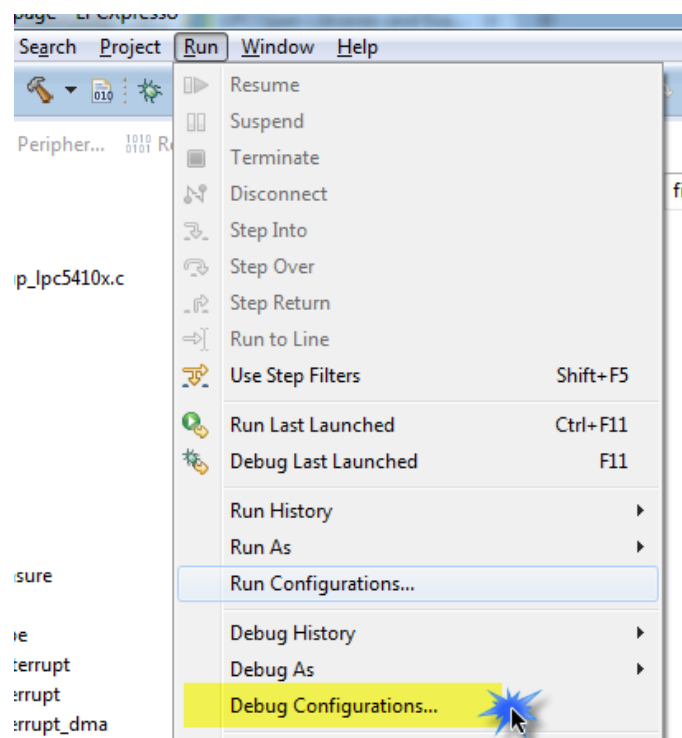 Search Project Run Window Help
Resume
Suspend
Peripher... Re
Terminate
Disconnect
fi
Step Into
Step Over
p_lpc5410x.c
Step Return
Run to Line
Use Step Filters Shift+F5
Run Last Launched Ctrl+F11
Debug Last Launched F11
Run History
Run As
sure
Run Configurations...
Debug History
terrupt
Debug As
errupt
Debug Configurations...
errupt_dma